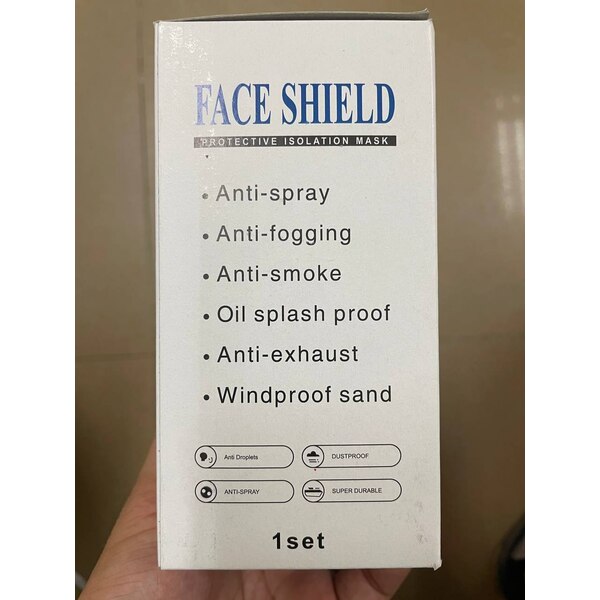 FACE SHIELD
PROTECTIVE ISOLATION MASK
• Anti-spray
• Anti-fogging
• Anti-smoke
• Oil splash proof
• Anti-exhaust
• Windproof sand
Anti Droplets
DUSTPROOF
ANTI-SPRAY
SUPER DURABLE
1set